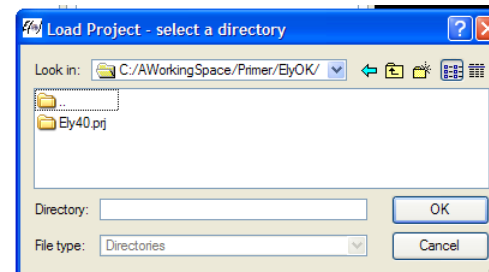 Load Project - select a directory
Look in: C:/AWorkingSpace/Primer/ElyOK/
..
Ely40.prj
Directory: OK
File type: Directories Cancel